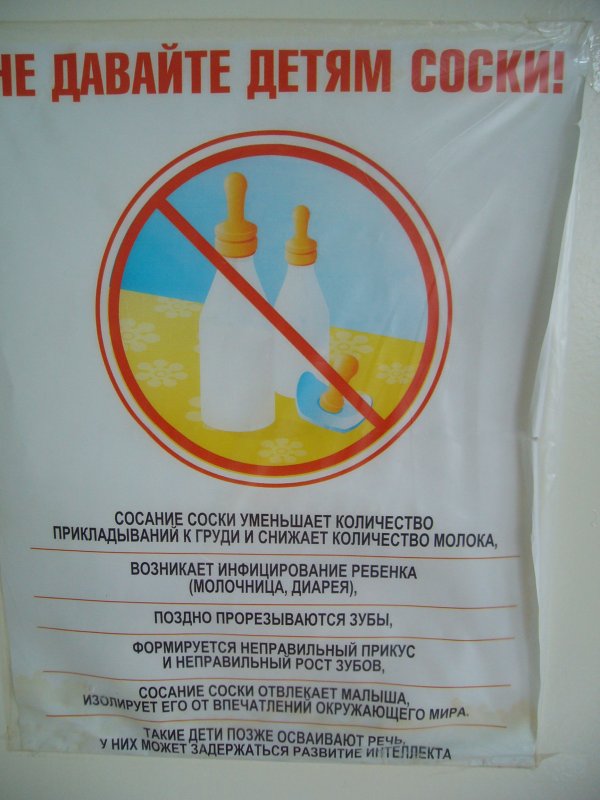 НЕ ДАВАЙТЕ ДЕТЯМ СОСКИ!
СОСАНИЕ СОСКИ УМЕНЬШАЕТ КОЛИЧЕСТВО
ПРИКЛАДЫВАНИЙ К ГРУДИ И СНИЖАЕТ КОЛИЧЕСТВО МОЛОКА,
ВОЗНИКАЕТ ИНФИЦИРОВАНИЕ РЕБЕНКА
(МОЛОЧНИЦА, ДИАРЕЯ),
ПОЗДНО ПРОРЕЗЫВАЮТСЯ ЗУБЫ,
ФОРМИРУЕТСЯ НЕПРАВИЛЬНЫЙ ПРИКУС
И НЕПРАВИЛЬНЫЙ РОСТ ЗУБОВ,
СОСАНИЕ СОСКИ ОТВЛЕКАЕТ МАЛЫША,
ИЗОЛИРУЕТ ЕГО ОТ ВПЕЧАТЛЕНИЙ ОКРУЖАЮЩЕГО МИРА.
ТАКИЕ ДЕТИ ПОЗЖЕ ОСВАИВАЮТ РЕЧЬ,
У НИХ МОЖЕТ ЗАДЕРЖАТЬСЯ РАЗВИТИЕ ИНТЕЛЛЕКТА